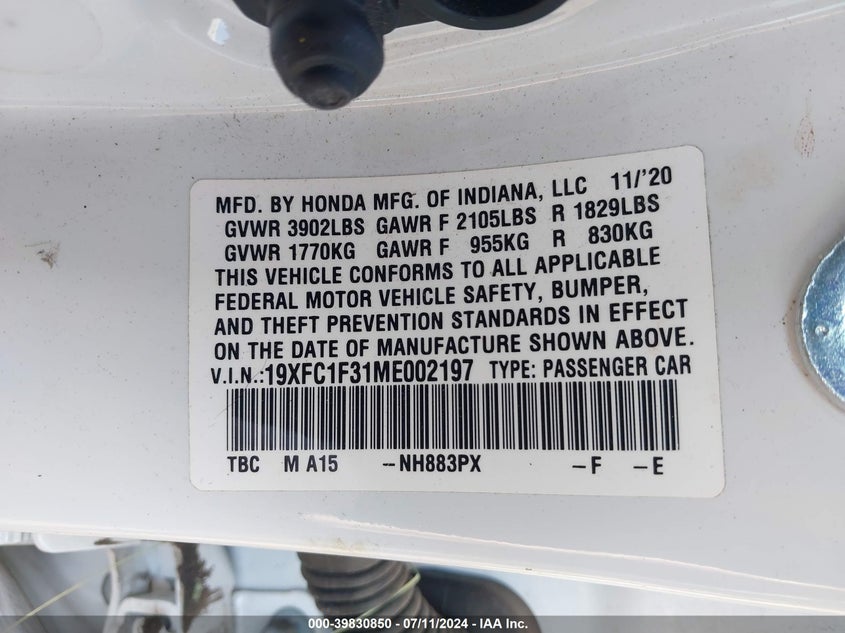 MFD. BY HONDA MFG. OF INDIANA, LLC 11/'20
GVWR 3902LBS GAWR F 2105LBS R 1829LBS
GVWR 1770KG GAWR F 955KG R 830KG
THIS VEHICLE CONFORMS TO ALL APPLICABLE
FEDERAL MOTOR VEHICLE SAFETY, BUMPER,
AND THEFT PREVENTION STANDARDS IN EFFECT
ON THE DATE OF MANUFACTURE SHOWN ABOVE.
V.I.N.:19XFC1F31ME002197 TYPE: PASSENGER CAR
TBC M A15 --NH883PX –F –E
000-39830850 - 07/11/2024 - IAA Inc.